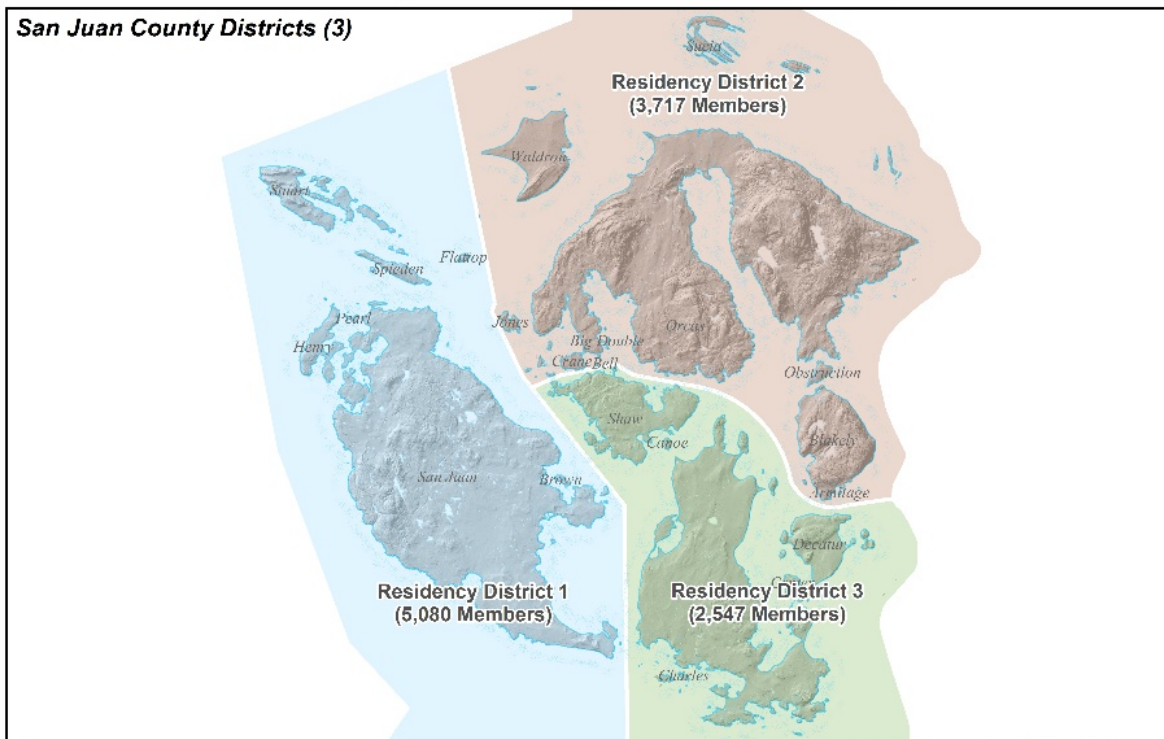 San Juan County Districts (3)
Sucia
Residency District 2
(3,717 Members)
Waldron
Stuart
Flattop
Spieden
Pearl
Jones
Henry
Orcas
Big Double
Crane
Bell
Obstruction
Shaw
Canoe
Blakely
San Juan
Brown
Armitage
Decatur
Center
Residency District 1
(5,080 Members)
Residency District 3
(2,547 Members)
Charles